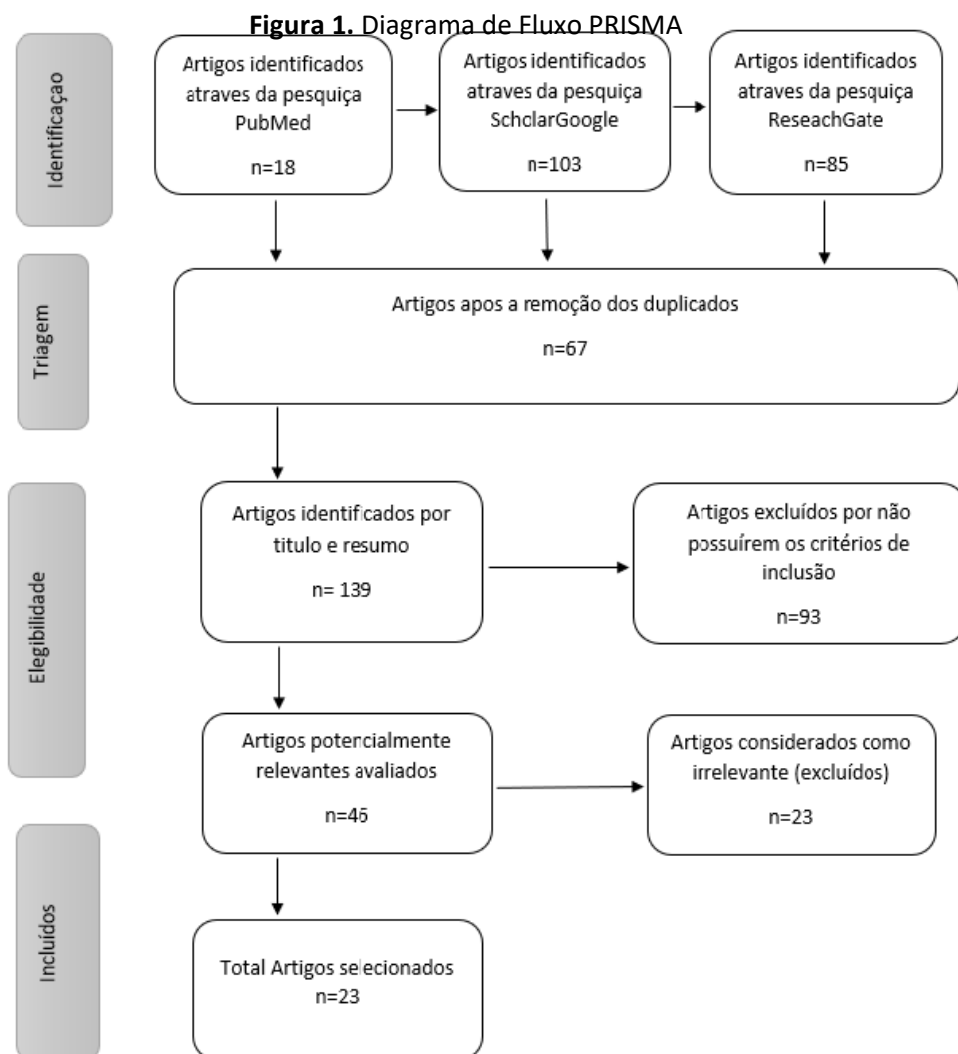 Figura 1. Diagrama de Fluxo PRISMA
Identificaçao
Artigos identificados
atraves da pesquiça
PubMed
n=18
Artigos identificados
atraves da pesquiça
SchclarGoogle
n=103
Artigos identificados
atraves da pesquiça
ReseachGate
n=85
Triagem
Artigos apos a remoção dos duplicados
n=67
Elegibilidade
Artigos identificados por
titulo e resumo
n= 139
Artigos excluídos por não
possuírem os critérios de
inclusão
n=93
Artigos potencialmente
relevantes avaliados
n=46
Artigos considerados como
irrelevante (excluídos)
n=23
Incluídos
Total Artigos selecionados
n=23